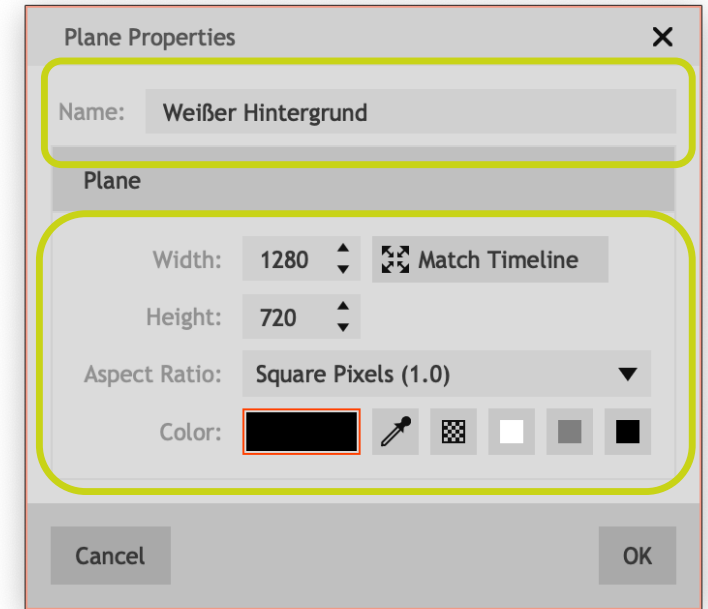 Plane Properties
Name: Weißer Hintergrund
Plane
Width: 1280 Match Timeline
Height: 720
Aspect Ratio: Square Pixels (1.0)
Color:
Cancel OK